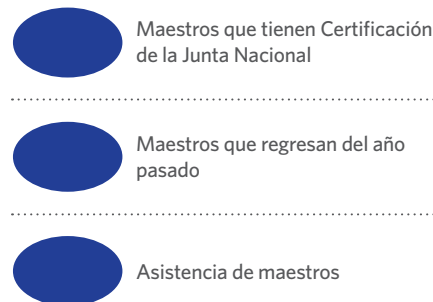 Maestros que tienen Certificación
de la Junta Nacional
Maestros que regresan del año
pasado
Asistencia de maestros